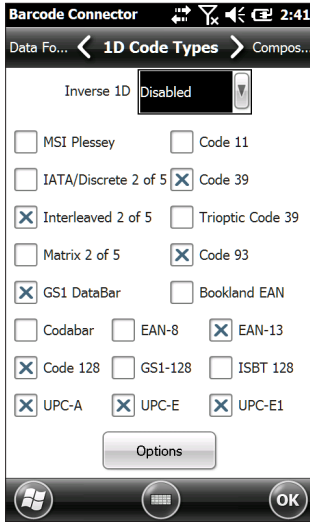 Barcode Connector 2:41
Data Fo... 1D Code Types Compos...
Inverse 1D Disabled
MSI Plessey Code 11
IATA/Discrete 2 of 5 Code 39
Interleaved 2 of 5 Trioptic Code 39
Matrix 2 of 5 Code 93
GS1 DataBar Bookland EAN
Codabar EAN-8 EAN-13
Code 128 GS1-128 ISBT 128
UPC-A UPC-E UPC-E1
Options
OK